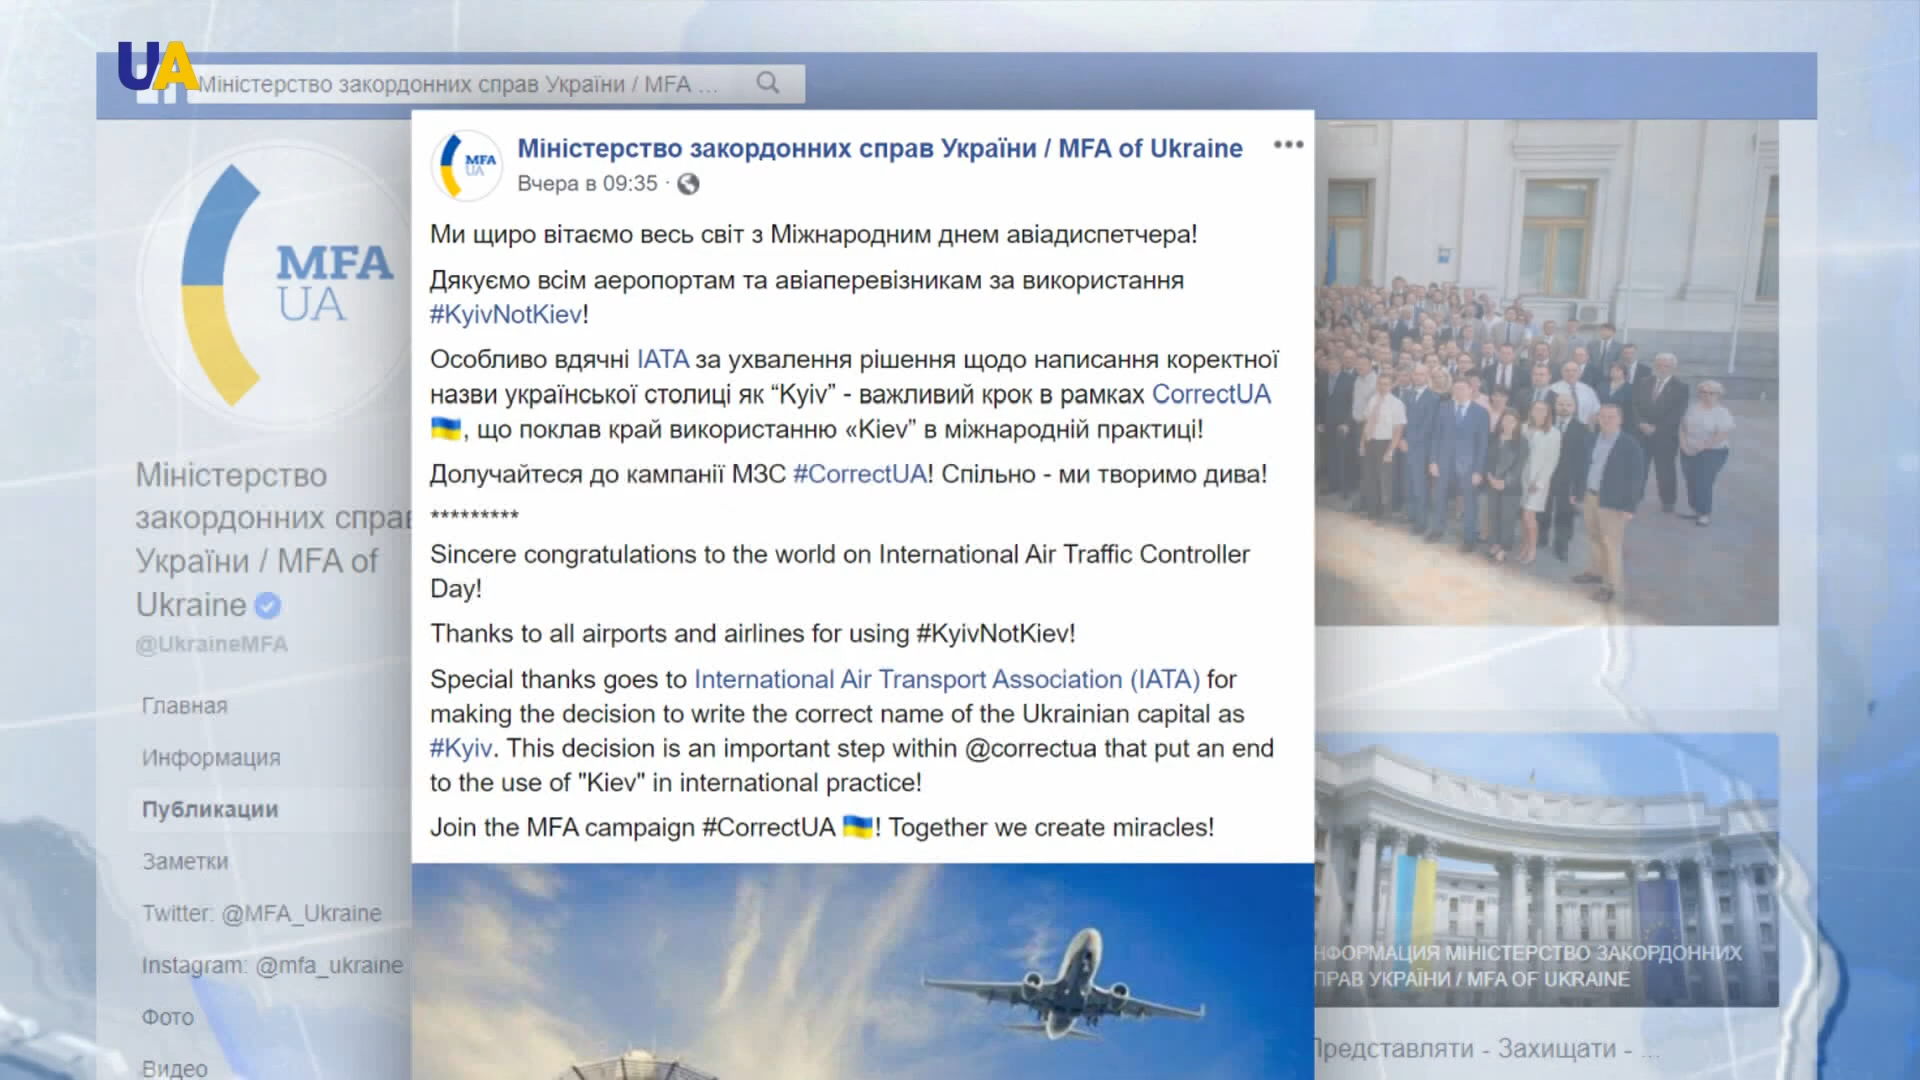 UA
Міністерство закордонних справ України / MFA ...
MFA
UA
Міністерство
закордонних справ
України / MFA of
Ukraine
@UkraineMFA
Главная
Информация
Публикации
Заметки
Twitter: @MFA_Ukraine
Instagram: @mfa_ukraine
Фото
Видео
MFA
UA
Міністерство закордонних справ України / MFA of Ukraine
Вчера в 09:35 ·
Ми щиро вітаємо весь світ з Міжнародним днем авіадиспетчера!
Дякуємо всім аеропортам та авіаперевізникам за використання
#KyivNotKiev!
Особливо вдячні IATA за ухвалення рішення щодо написання коректної
назви української столиці як “Kyiv” - важливий крок в рамках CorrectUA
🇺🇦, що поклав край використанню «Kiev” в міжнародній практиці!
Долучайтеся до кампанії МЗС #CorrectUA! Спільно - ми творимо дива!
*********
Sincere congratulations to the world on International Air Traffic Controller
Day!
Thanks to all airports and airlines for using #KyivNotKiev!
Special thanks goes to International Air Transport Association (IATA) for
making the decision to write the correct name of the Ukrainian capital as
#Kyiv. This decision is an important step within @correctua that put an end
to the use of "Kiev" in international practice!
Join the MFA campaign #CorrectUA 🇺🇦! Together we create miracles!
НФОРМАЦИЯ МІНІСТЕРСТВО ЗАКОРДОННИХ
ПРАВ УКРАЇНИ / MFA OF UKRAINE
Представляти - Захищати - ...